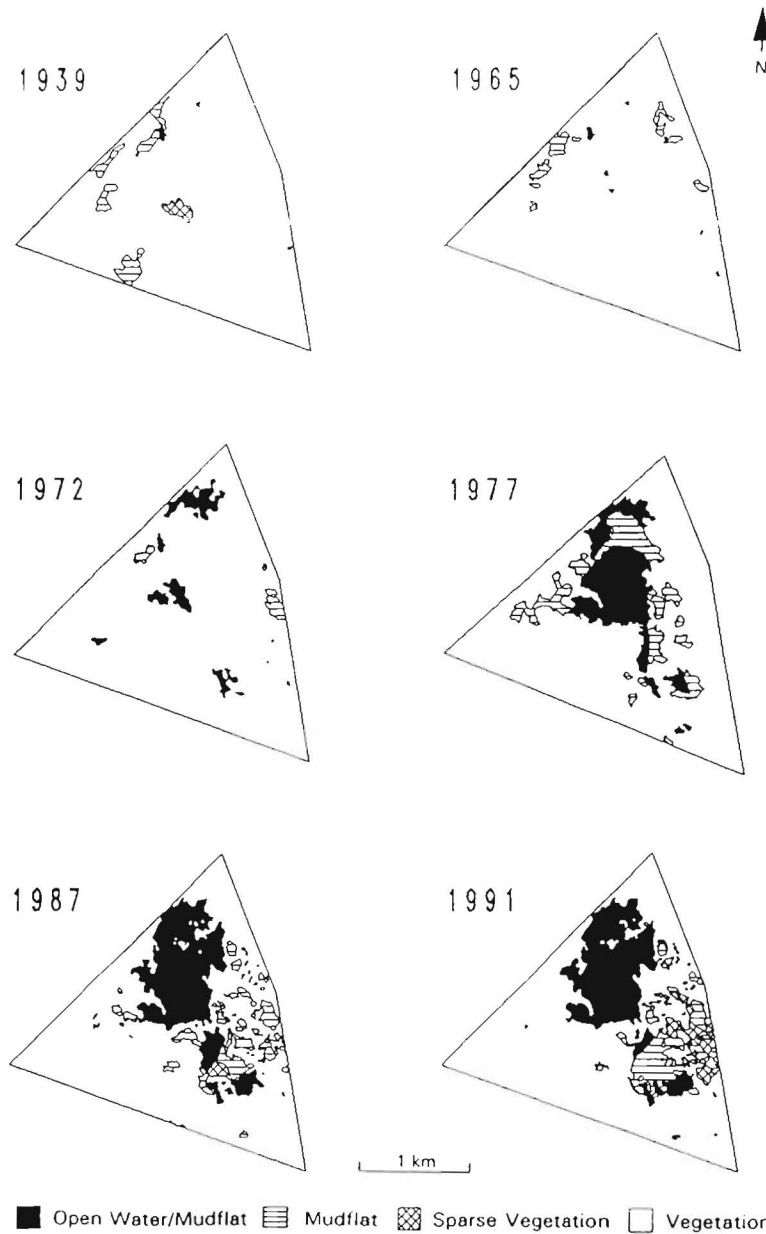 N
1939
1965
1972
1977
1987
1991
1 km
Open Water/Mudflat Mudflat Sparse Vegetation Vegetation